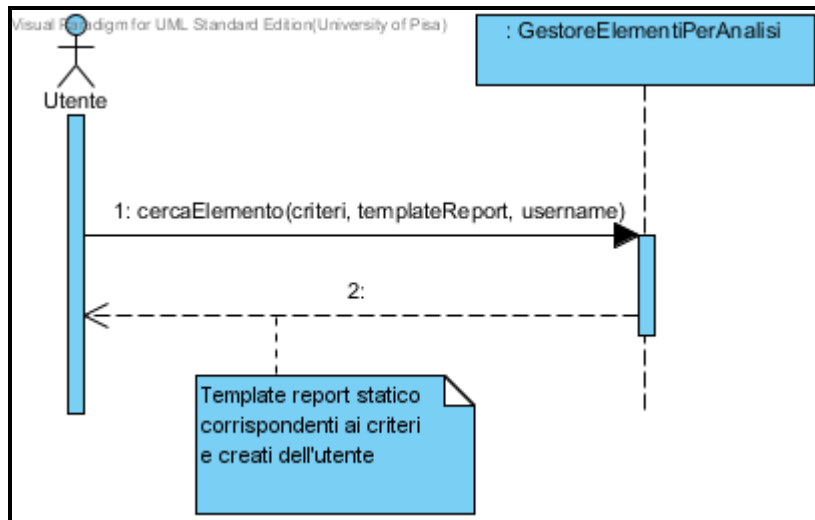 Visual Paradigm for UML Standard Edition(University of Pisa)
: GestoreElementiPerAnalisi
Utente
1: cercaElemento(criteri, templateReport, username)
2:
Template report statico
corrispondenti ai criteri
e creati dell'utente